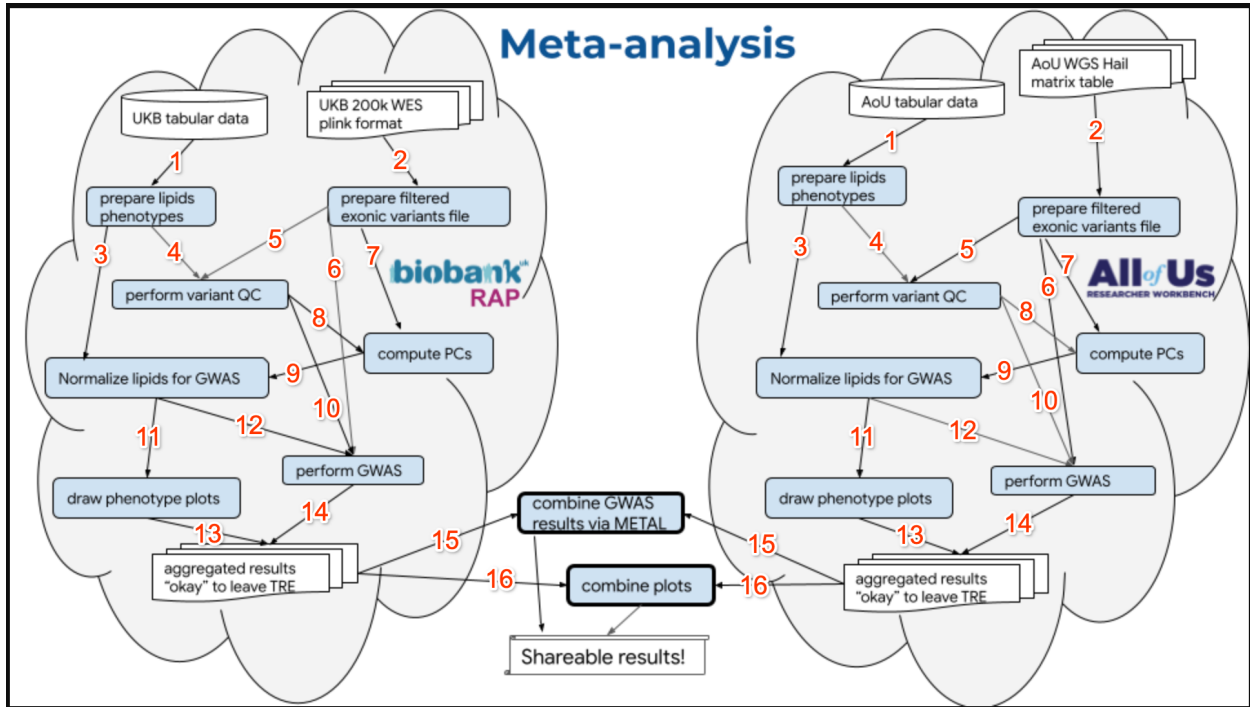 Meta-analysis
UKB tabular data
UKB 200k WES
plink format
1
2
prepare lipids
phenotypes
prepare filtered
exonic variants file
3
4
5
6
7
biobank uk
RAP
perform variant QC
8
compute PCs
9
Normalize lipids for GWAS
10
11
12
perform GWAS
draw phenotype plots
13
14
aggregated results
"okay" to leave TRE
15
16
AoU tabular data
AoU WGS Hail
matrix table
1
2
prepare lipids
phenotypes
prepare filtered
exonic variants file
3
4
5
6
7
All of Us
RESEARCHER WORKBENCH
perform variant QC
8
compute PCs
9
Normalize lipids for GWAS
10
11
12
perform GWAS
draw phenotype plots
13
14
aggregated results
"okay" to leave TRE
15
16
combine GWAS
results via METAL
combine plots
Shareable results!